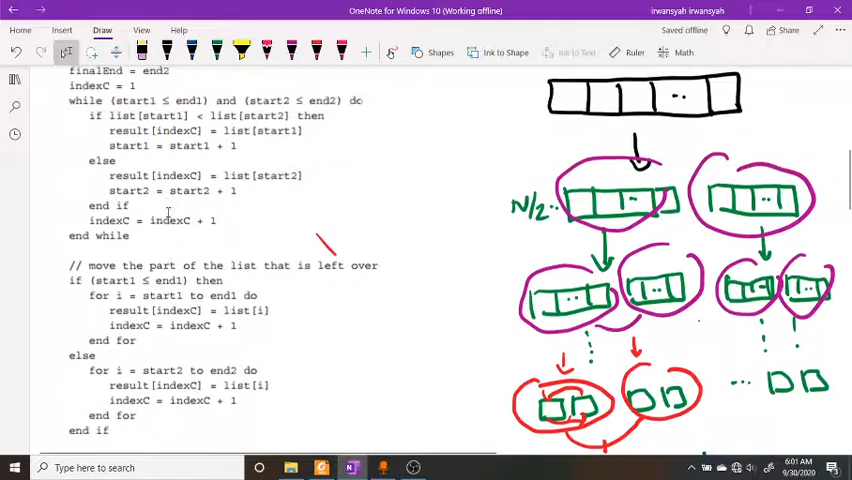 OneNote for Windows 10 (Working offline)
irwansyah irwansyah
Home
Insert
Draw
View
Help
Saved offline
Share
Shapes
Ink to Shape
Ink to Text
Ruler
Math
finalEnd = end2
indexC = 1
while (start1 ≤ end1) and (start2 ≤ end2) do
if list[start1] < list[start2] then
result[indexC] = list[start1]
start1 = start1 + 1
else
result[indexC] = list[start2]
start2 = start2 + 1
end if
indexC = indexC + 1
end while
// move the part of the list that is left over
if (start1 ≤ end1) then
for i = start1 to end1 do
result[indexC] = list[i]
indexC = indexC + 1
end for
else
for i = start2 to end2 do
result[indexC] = list[i]
indexC = indexC + 1
end for
end if
N/2
Type here to search
6:01 AM
9/30/2020